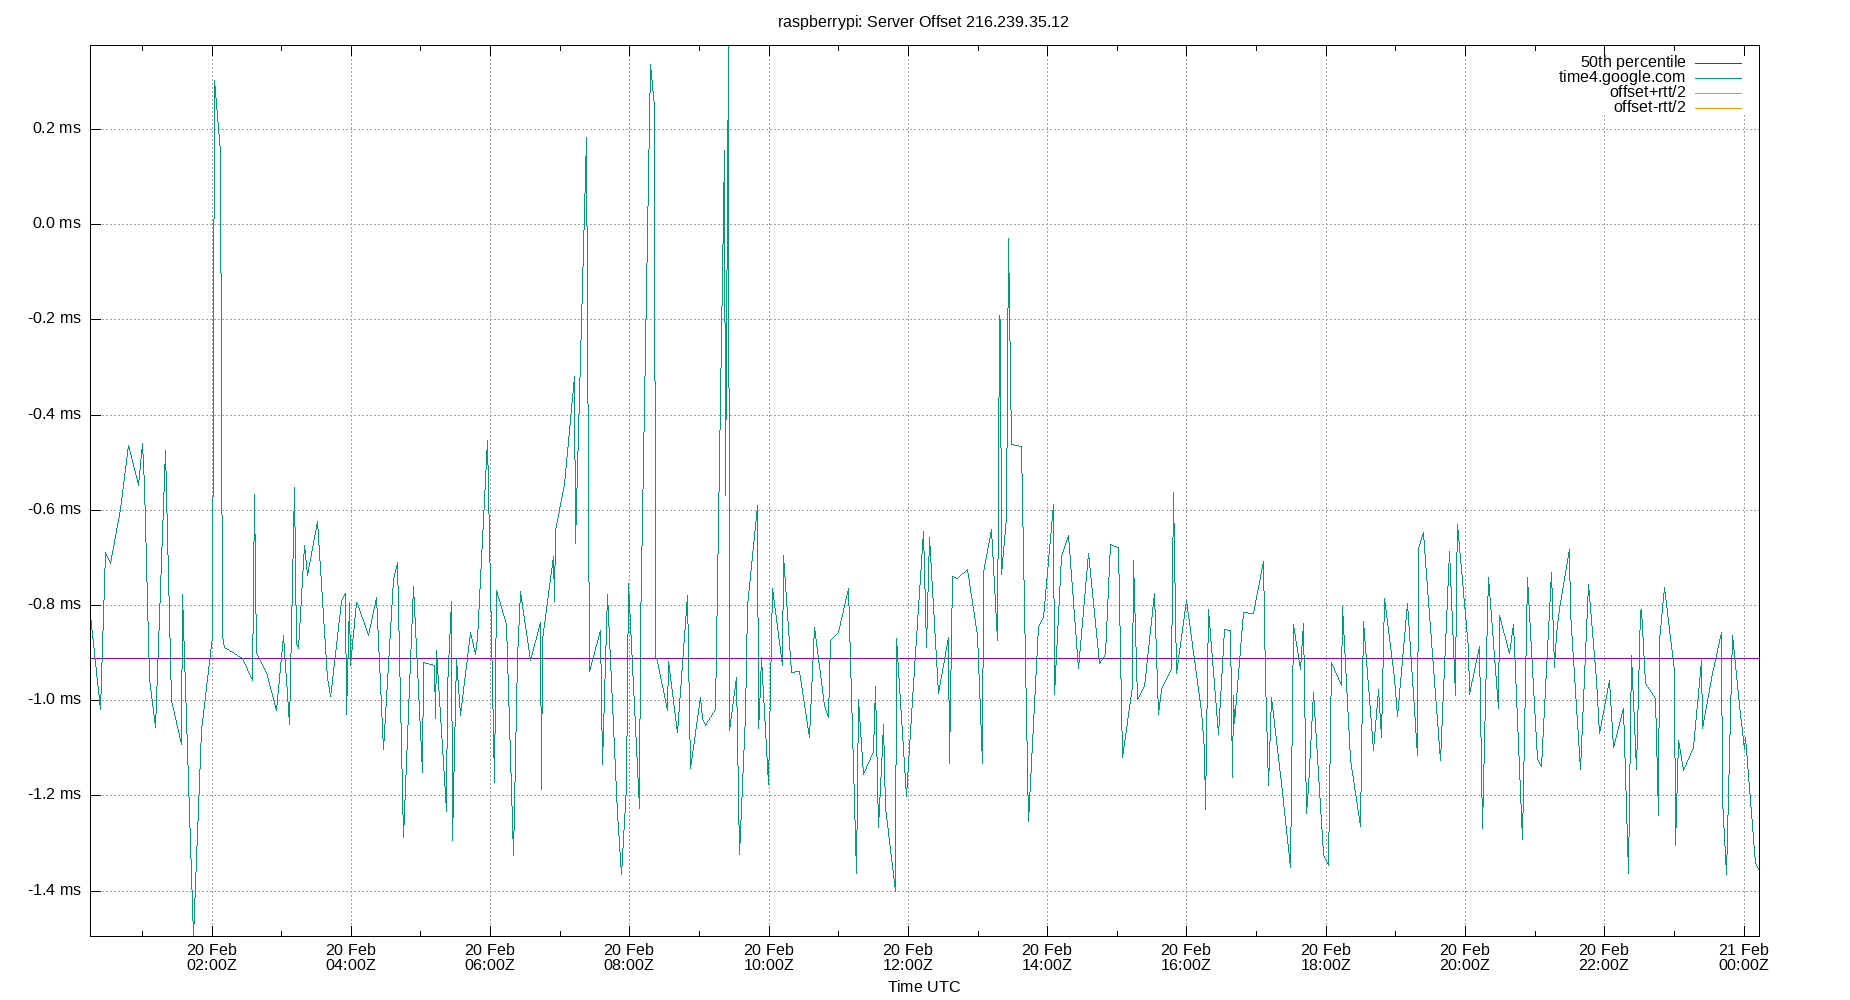 raspberrypi: Server Offset 216.239.35.12
50th percentile
time4.google.com
offset+rtt/2
offset-rtt/2
0.2 ms
0.0 ms
-0.2 ms
-0.4 ms
-0.6 ms
-0.8 ms
-1.0 ms
-1.2 ms
-1.4 ms
20 Feb 20 Feb 20 Feb 20 Feb 20 Feb 20 Feb 20 Feb 20 Feb 20 Feb 20 Feb 20 Feb 21 Feb
02:00Z 04:00Z 06:00Z 08:00Z 10:00Z 12:00Z 14:00Z 16:00Z 18:00Z 20:00Z 22:00Z 00:00Z
Time UTC